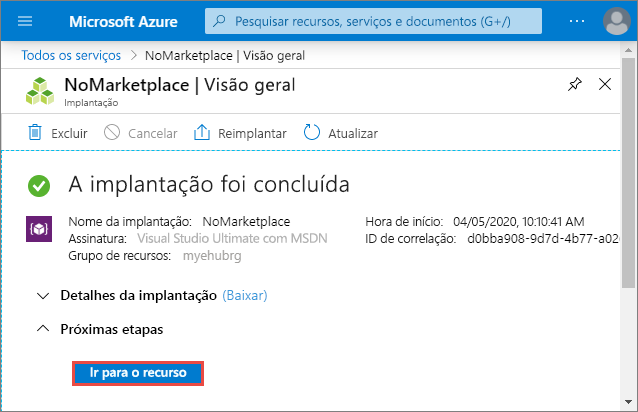 Microsoft Azure
Pesquisar recursos, serviços e documentos (G+/)
Todos os serviços > NoMarketplace | Visão geral
NoMarketplace | Visão geral
Implantação
Excluir Cancelar Reimplantar Atualizar
A implantação foi concluída
Nome da implantação: NoMarketplace Hora de início: 04/05/2020, 10:10:41 AM
Assinatura: Visual Studio Ultimate com MSDN ID de correlação: d0bba908-9d7d-4b77-a02
Grupo de recursos: myehubrg
Detalhes da implantação (Baixar)
Próximas etapas
Ir para o recurso